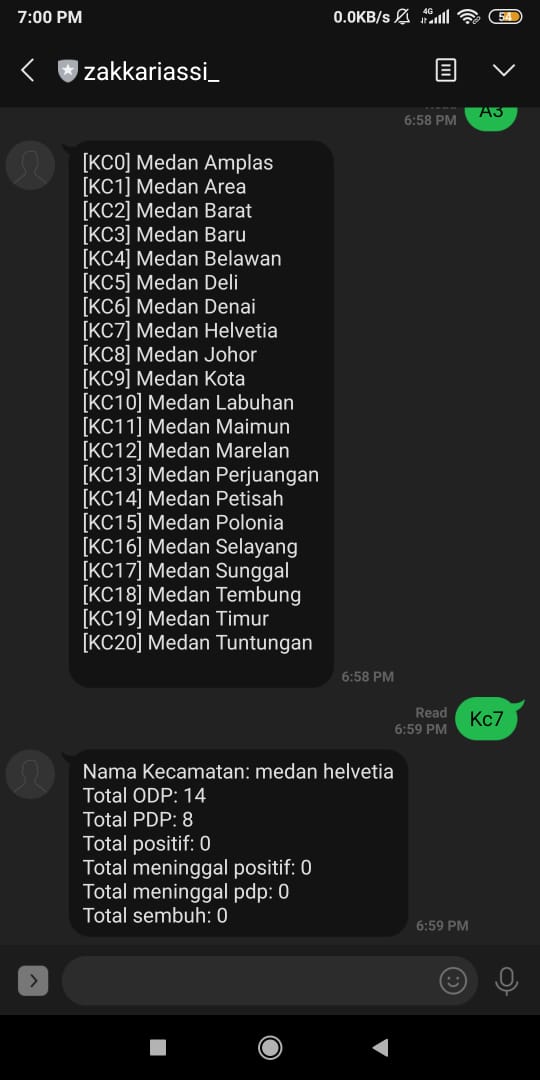 7:00 PM
0.0KB/s 4G 54
zakkariassi_
A3
6:58 PM
[KC0] Medan Amplas
[KC1] Medan Area
[KC2] Medan Barat
[KC3] Medan Baru
[KC4] Medan Belawan
[KC5] Medan Deli
[KC6] Medan Denai
[KC7] Medan Helvetia
[KC8] Medan Johor
[KC9] Medan Kota
[KC10] Medan Labuhan
[KC11] Medan Maimun
[KC12] Medan Marelan
[KC13] Medan Perjuangan
[KC14] Medan Petisah
[KC15] Medan Polonia
[KC16] Medan Selayang
[KC17] Medan Sunggal
[KC18] Medan Tembung
[KC19] Medan Timur
[KC20] Medan Tuntungan
6:58 PM
Read
6:59 PM
Kc7
Nama Kecamatan: medan helvetia
Total ODP: 14
Total PDP: 8
Total positif: 0
Total meninggal positif: 0
Total meninggal pdp: 0
Total sembuh: 0
6:59 PM